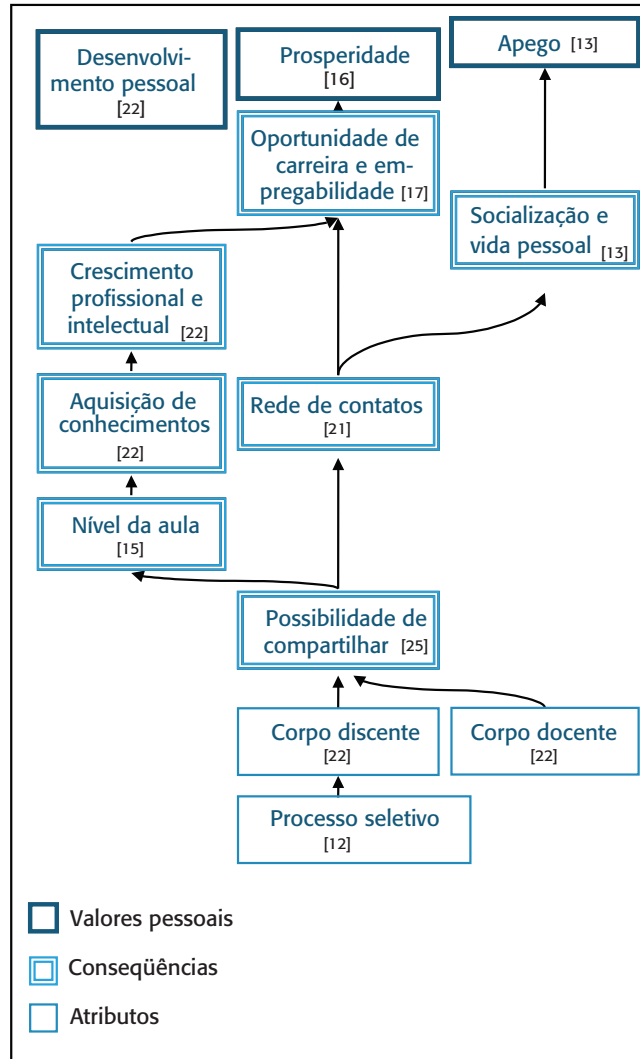 Desenvolvi-
mento pessoal
[22]
Prosperidade
[16]
Apego [13]
Oportunidade de
carreira e em-
pregabilidade [17]
Socialização e
vida pessoal [13]
Crescimento
profissional e
intelectual [22]
Aquisição de
conhecimentos
[22]
Rede de contatos
[21]
Nível da aula
[15]
Possibilidade de
compartilhar [25]
Corpo discente
[22]
Corpo docente
[22]
Processo seletivo
[12]
Valores pessoais
Conseqüências
Atributos